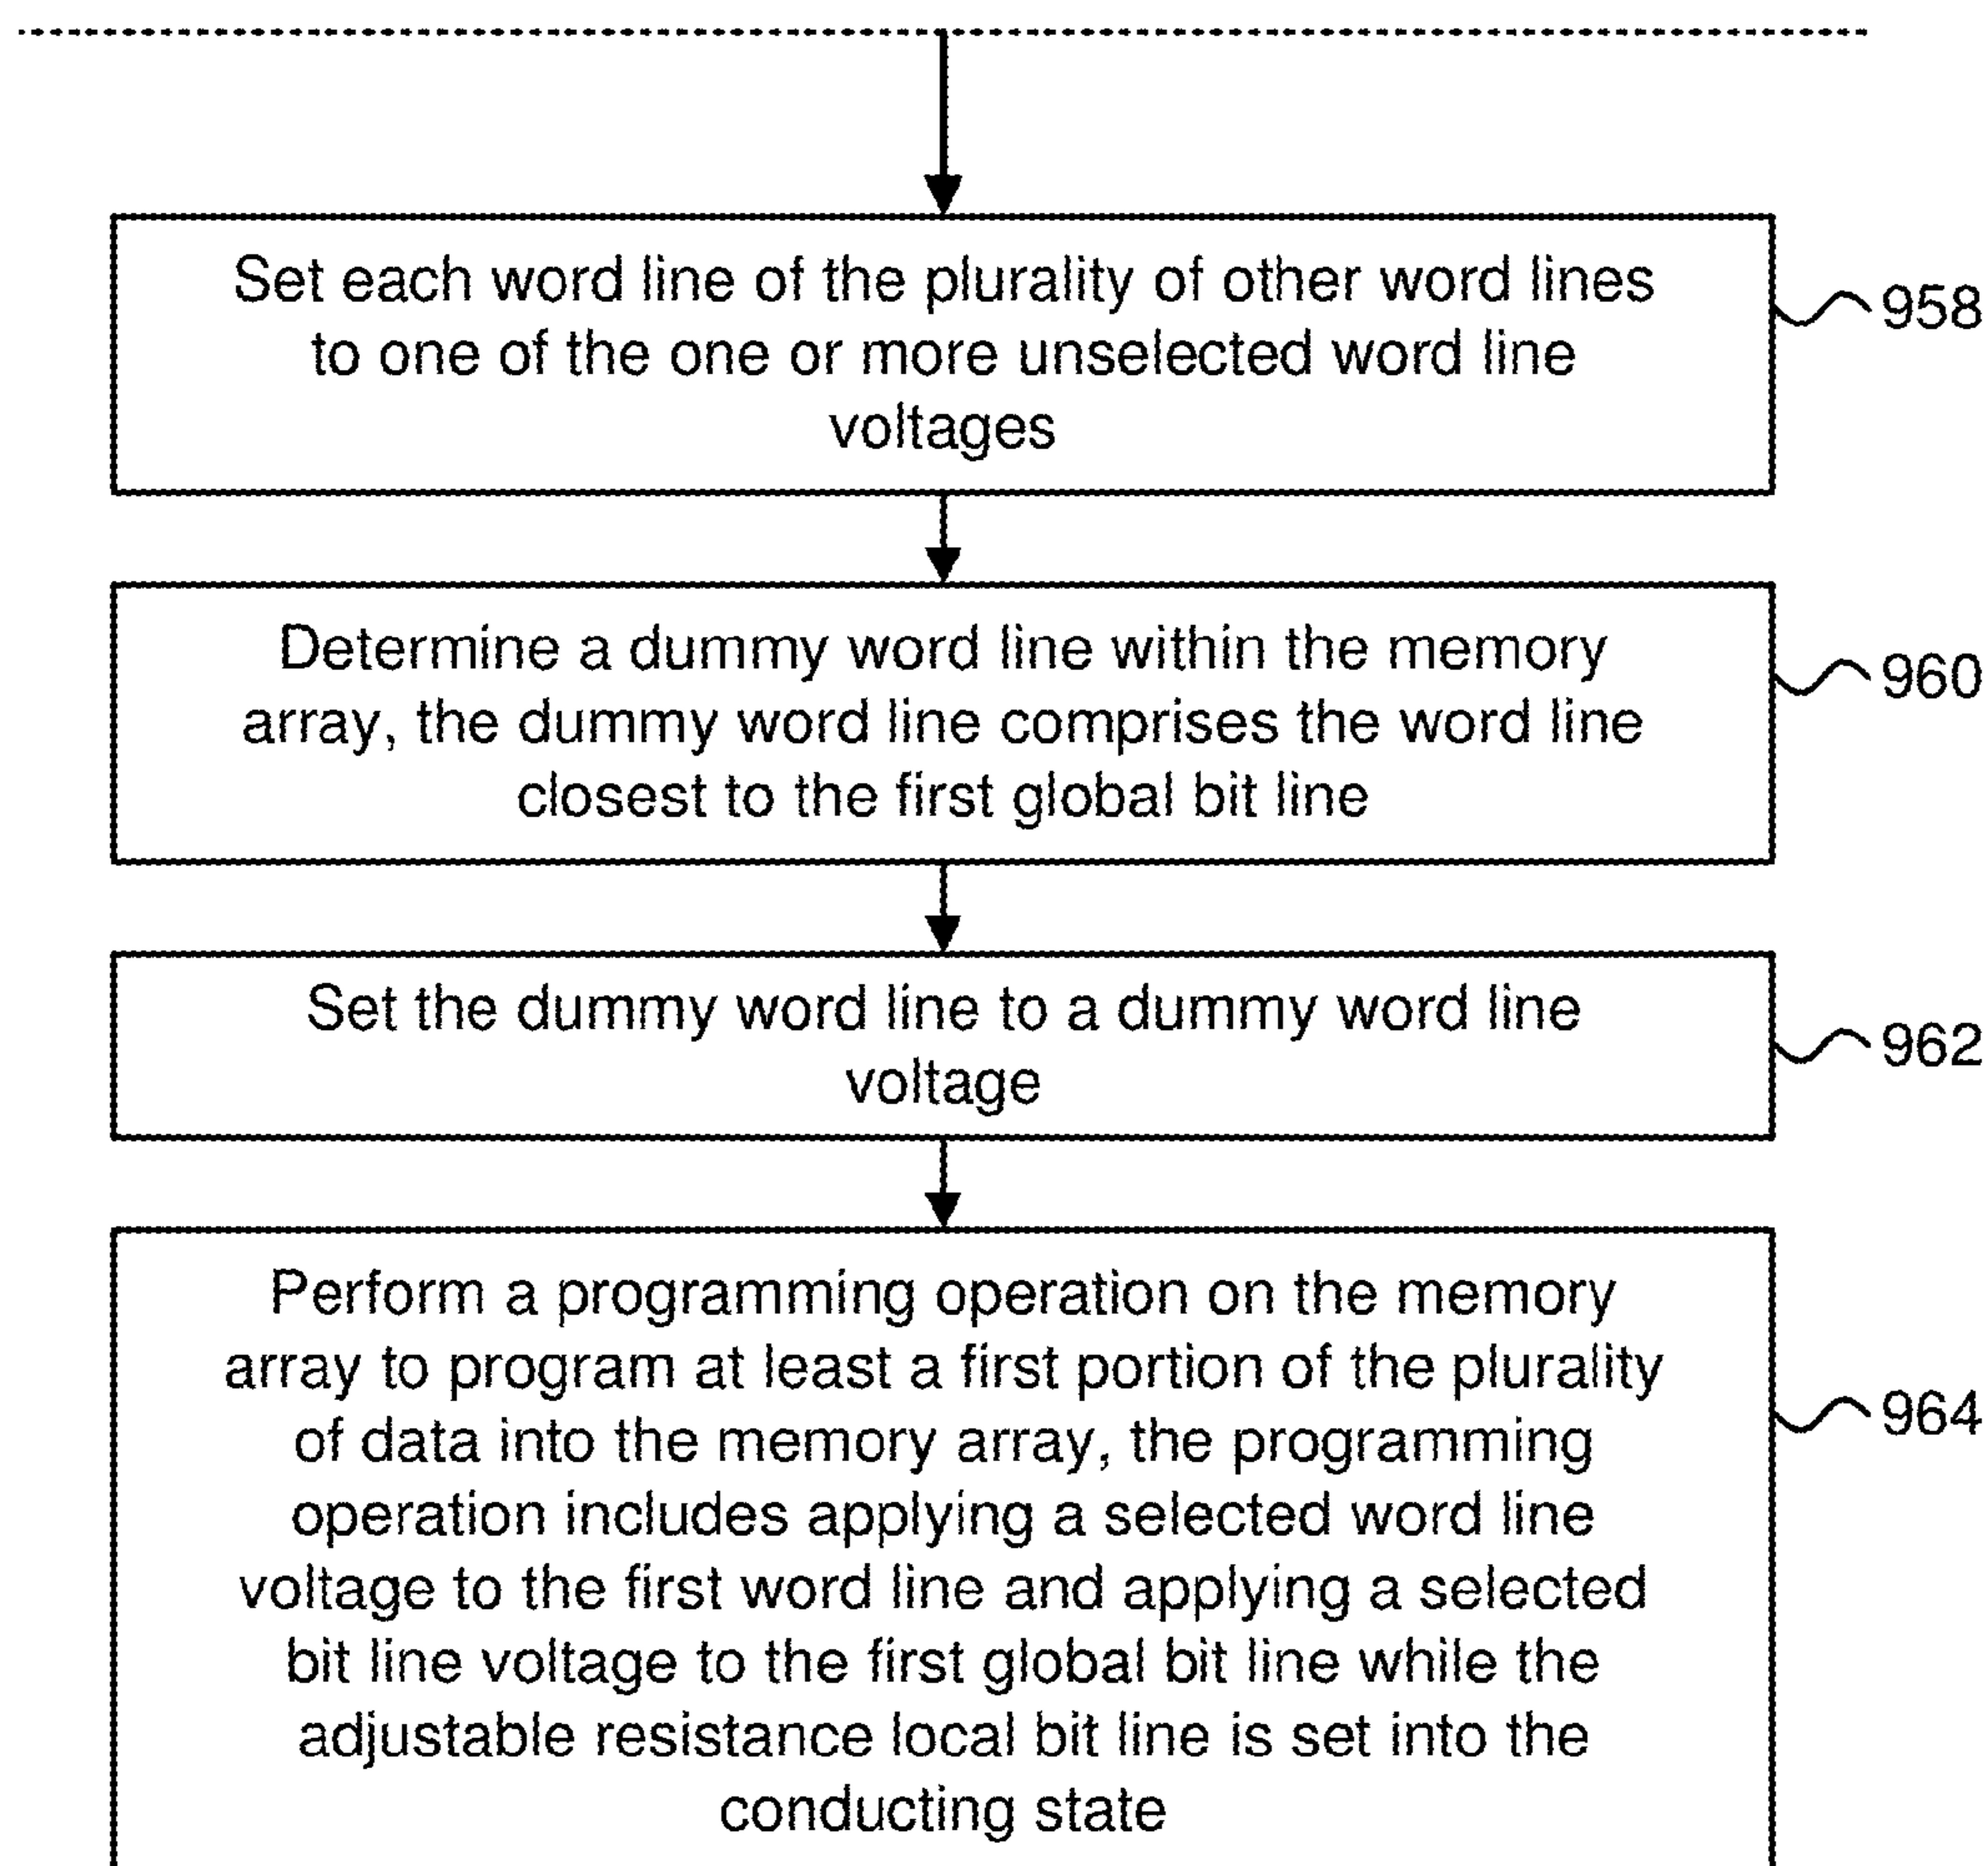 Set each word line of the plurality of other word lines
to one of the one or more unselected word line
voltages
958
Determine a dummy word line within the memory
array, the dummy word line comprises the word line
closest to the first global bit line
960
Set the dummy word line to a dummy word line
voltage
962
Perform a programming operation on the memory
array to program at least a first portion of the plurality
of data into the memory array, the programming
operation includes applying a selected word line
voltage to the first word line and applying a selected
bit line voltage to the first global bit line while the
adjustable resistance local bit line is set into the
conducting state
964